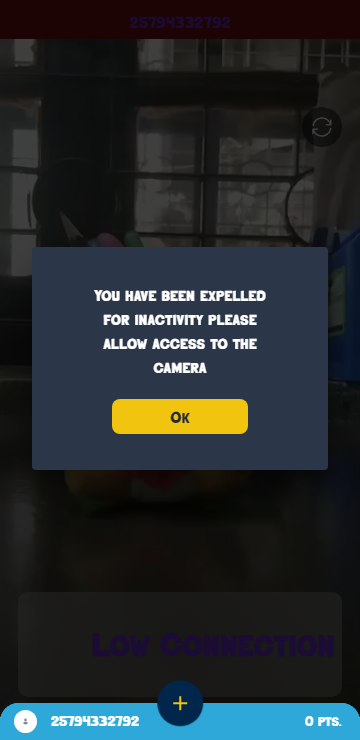 25794332792
YOU HAVE BEEN EXPELLED
FOR INACTIVITY PLEASE
ALLOW ACCESS TO THE
CAMERA
OK
LOW CONNECTION
25794332792
0 PTS.